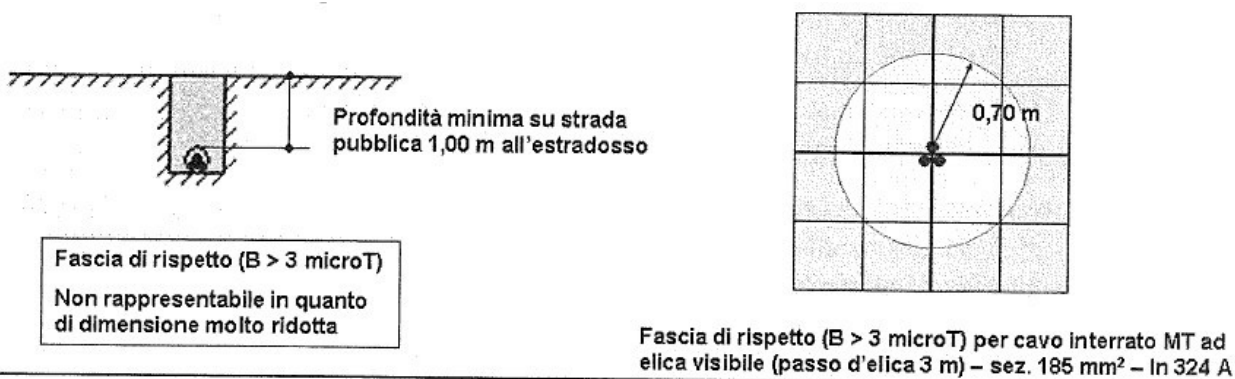 Profondità minima su strada
pubblica 1,00 m all'estradosso
Fascia di rispetto (B > 3 microT)
Non rappresentabile in quanto
di dimensione molto ridotta
0,70 m
Fascia di rispetto (B > 3 microT) per cavo interrato MT ad
elica visibile (passo d'elica 3 m) – sez. 185 mm² – In 324 A